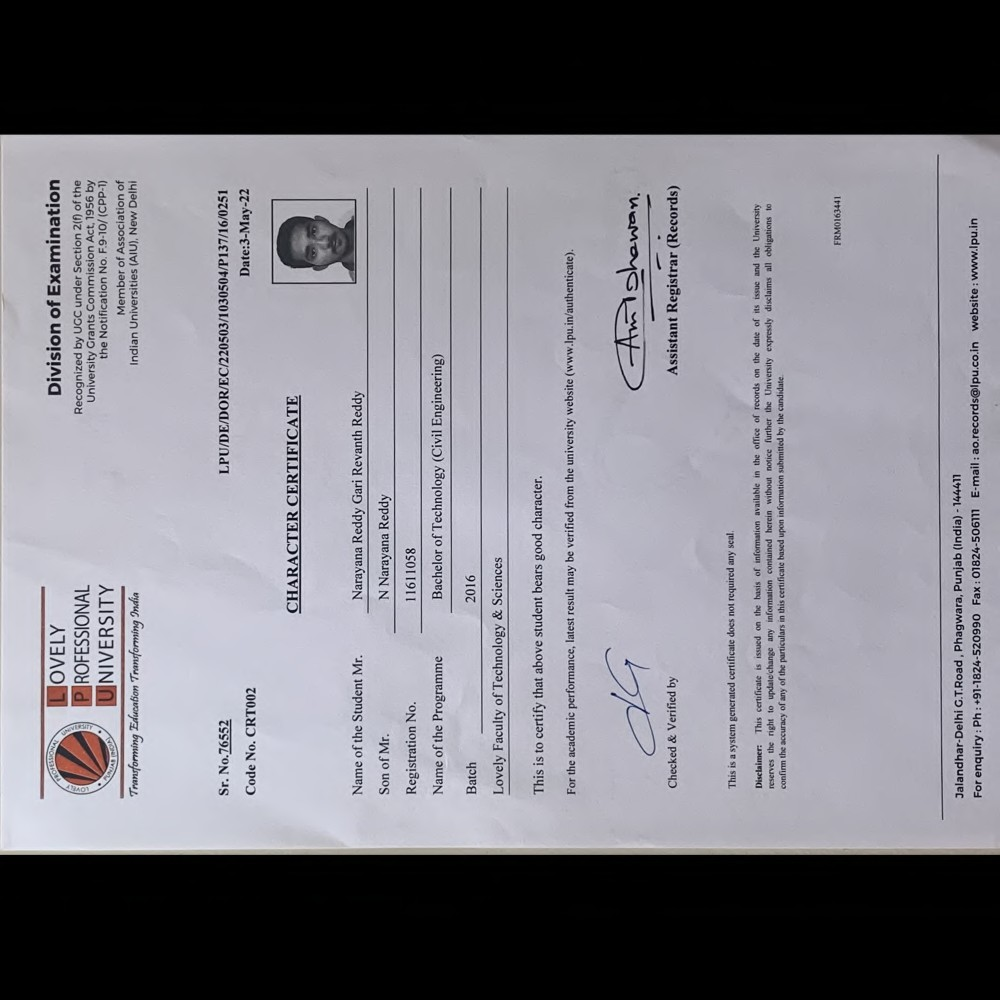 LOVELY
PROFESSIONAL
UNIVERSITY
Transforming Education Transforming India
LOVELY PROFESSIONAL UNIVERSITY
PUNJAB (INDIA)
Division of Examination
Recognized by UGC under Section 2(f) of the
University Grants Commission Act, 1956 by
the Notification No. F.9-10/ (CPP-1)
Member of Association of
Indian Universities (AIU), New Delhi
Sr. No.76552
LPU/DE/DOR/EC/220503/1030504/P137/16/0251
Code No. CRT002
Date:3-May-22
CHARACTER CERTIFICATE
Name of the Student Mr. Narayana Reddy Gari Revanth Reddy
Son of Mr. N Narayana Reddy
Registration No. 11611058
Name of the Programme Bachelor of Technology (Civil Engineering)
Batch 2016
Lovely Faculty of Technology & Sciences
This is to certify that above student bears good character.
For the academic performance, latest result may be verified from the university website (www.lpu.in/authenticate).
Checked & Verified by
Assistant Registrar (Records)
This is a system generated certificate does not required any seal.
Disclaimer: This certificate is issued on the basis of information available in the office of records on the date of its issue and the University
reserves the right to update/change any information contained herein without notice further the University expressly disclaims all obligations to
confirm the accuracy of any of the particulars in this certificate based upon information submitted by the candidate.
FRM0163441
Jalandhar-Delhi G.T.Road, Phagwara, Punjab (India) - 144411
For enquiry : Ph : +91-1824-520990 Fax : 01824-506111 E-mail : ao.records@lpu.co.in website : www.lpu.in